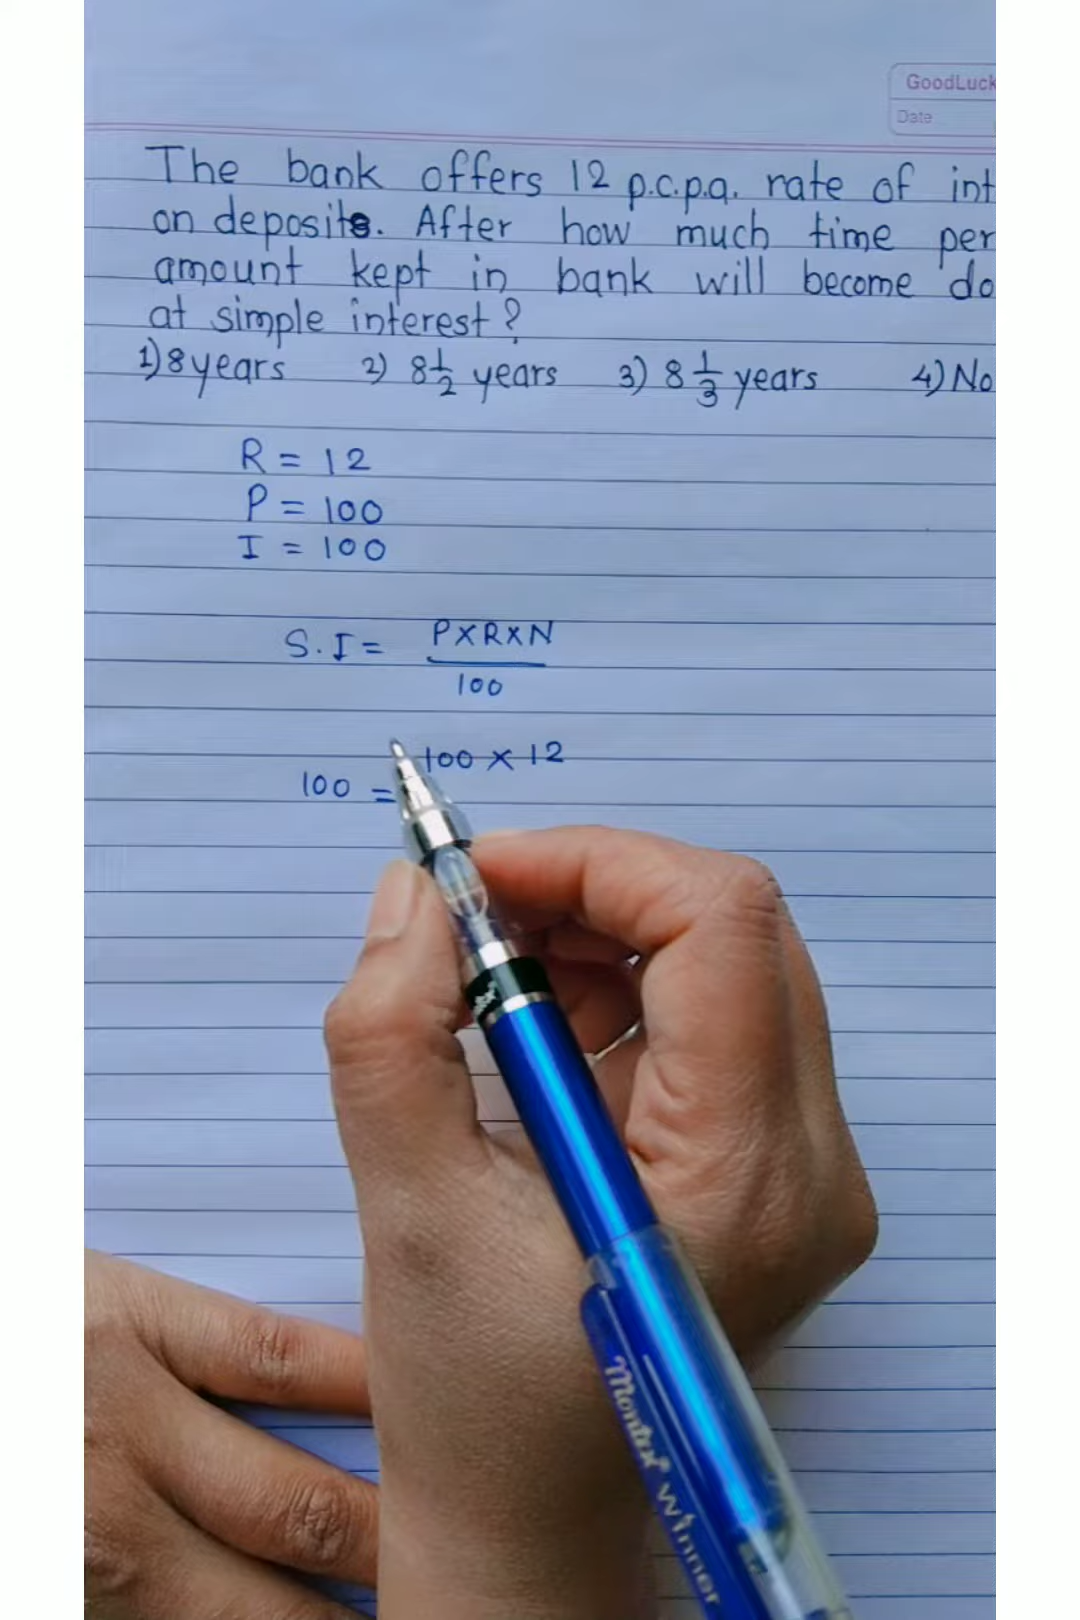 GoodLuck
Date
The bank offers 12 p.c.p.a. rate of int
on deposits. After how much time per
amount kept in bank will become do
at simple interest?
1) 8 years 2) 8 1/2 years 3) 8 1/3 years 4) No
R = 12
P = 100
I = 100
S.I = P×R×N
100
100 × 12
100 =
Montex winner